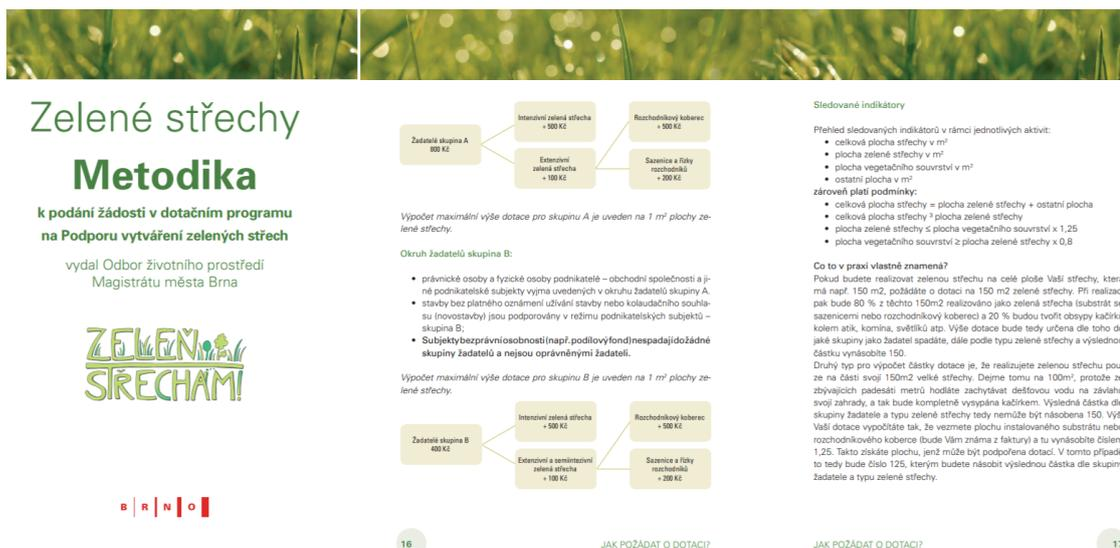 Zelené střechy
Metodika
k podání žádosti v dotačním programu
na Podporu vytváření zelených střech
vydal Odbor životního prostředí
Magistrátu města Brna
ZELEŇ
STŘECHÁM!
B R N O
Žadatelé skupina A
800 Kč
Intenzivní zelená střecha
+ 500 Kč
Extenzivní
zelená střecha
+ 100 Kč
Rozchodníkový koberec
+ 500 Kč
Sazenice a řízky
rozchodníků
+ 200 Kč
Výpočet maximální výše dotace pro skupinu A je uveden na 1 m² plochy ze-
lené střechy.
Okruh žadatelů skupina B:
• právnické osoby a fyzické osoby podnikatelé – obchodní společnosti a ji-
né podnikatelské subjekty vyjma uvedených v okruhu žadatelů skupiny A.
• stavby bez platného oznámení užívání stavby nebo kolaudačního souhla-
su (novostavby) jsou podporovány v režimu podnikatelských subjektů –
skupina B;
• Subjekty bez právní osobnosti (např. podílový fond) nespadají do žádné
skupiny žadatelů a nejsou oprávněnými žadateli.
Výpočet maximální výše dotace pro skupinu B je uveden na 1 m² plochy ze-
lené střechy.
Žadatelé skupina B
400 Kč
Intenzivní zelená střecha
+ 500 Kč
Extenzivní a semiintezivní
zelená střecha
+ 100 Kč
Rozchodníkový koberec
+ 500 Kč
Sazenice a řízky
rozchodníků
+ 200 Kč
16
JAK POŽÁDAT O DOTACI?
Sledované indikátory
Přehled sledovaných indikátorů v rámci jednotlivých aktivit:
• celková plocha střechy v m²
• plocha zelené střechy v m²
• plocha vegetačního souvrství v m²
• ostatní plocha v m²
zároveň platí podmínky:
• celková plocha střechy = plocha zelené střechy + ostatní plocha
• celková plocha střechy ³ plocha zelené střechy
• plocha zelené střechy ≤ plocha vegetačního souvrství x 1,25
• plocha vegetačního souvrství ≥ plocha zelené střechy x 0,8
Co to v praxi vlastně znamená?
Pokud budete realizovat zelenou střechu na celé ploše Vaší střechy, kter
má např. 150 m2, požádáte o dotaci na 150 m2 zelené střechy. Při realizac
pak bude 80 % z těchto 150m2 realizováno jako zelená střecha (substrát se
sazenicemi nebo rozchodníkový koberec) a 20 % budou tvořit obsypy kačírk
kolem atik, komína, světlíků atp. Výše dotace bude tedy určena dle toho d
jaké skupiny jako žadatel spadáte, dále podle typu zelené střechy a výsledno
částku vynásobíte 150.
Druhý typ pro výpočet částky dotace je, že realizujete zelenou střechu pou
ze na části svojí 150m2 velké střechy. Dejme tomu na 100m², protože ze
zbývajících padesáti metrů hodláte zachytávat dešťovou vodu na závlahu
svojí zahrady, a tak bude kompletně vysypána kačírkem. Výsledná částka dle
skupiny žadatele a typu zelené střechy tedy nemůže být násobena 150. Výš
Vaší dotace vypočítáte tak, že vezmete plochu instalovaného substrátu nebo
rozchodníkového koberce (bude Vám známa z faktury) a tu vynásobíte číslem
1,25. Takto získáte plochu, jenž může být podpořena dotací. V tomto případě
to tedy bude číslo 125, kterým budete násobit výslednou částku dle skupin
žadatele a typu zelené střechy.
JAK POŽÁDAT O DOTACI?